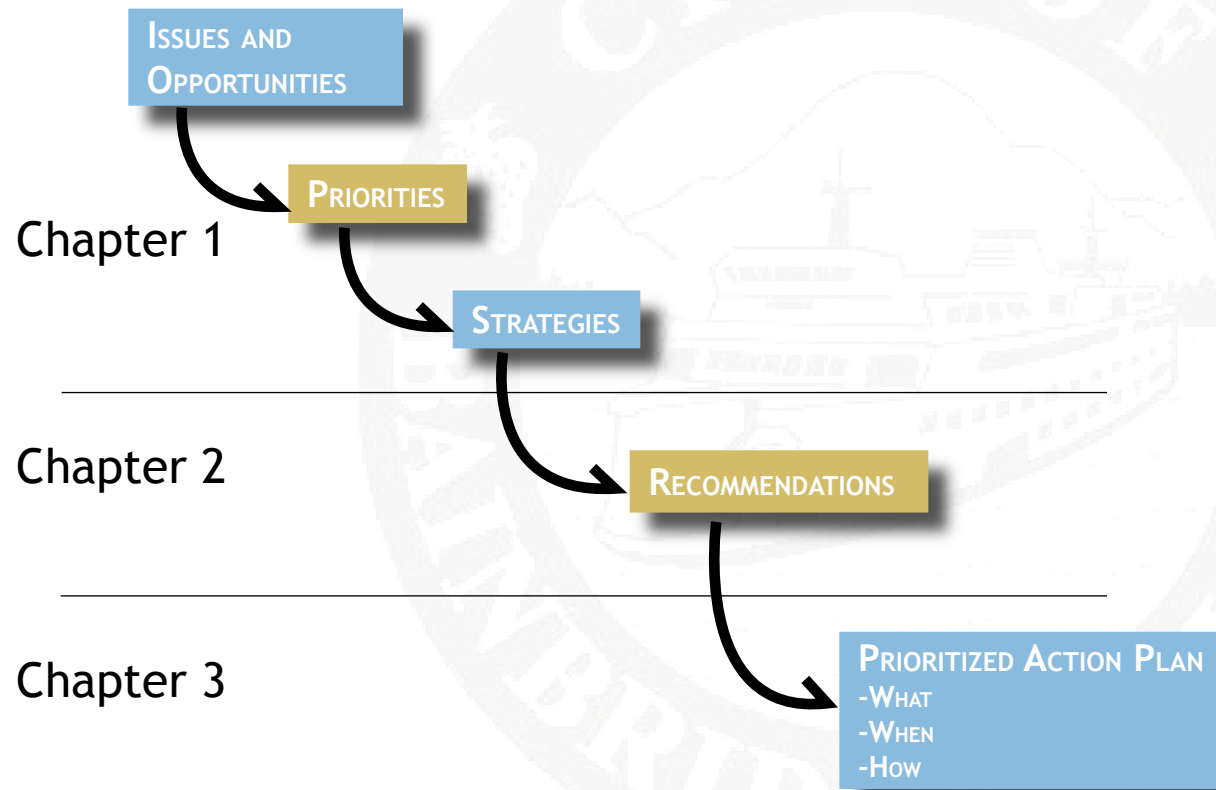 Issues and
Opportunities
Priorities
Chapter 1
Strategies
Chapter 2
Recommendations
Chapter 3
Prioritized Action Plan
-What
-When
-How